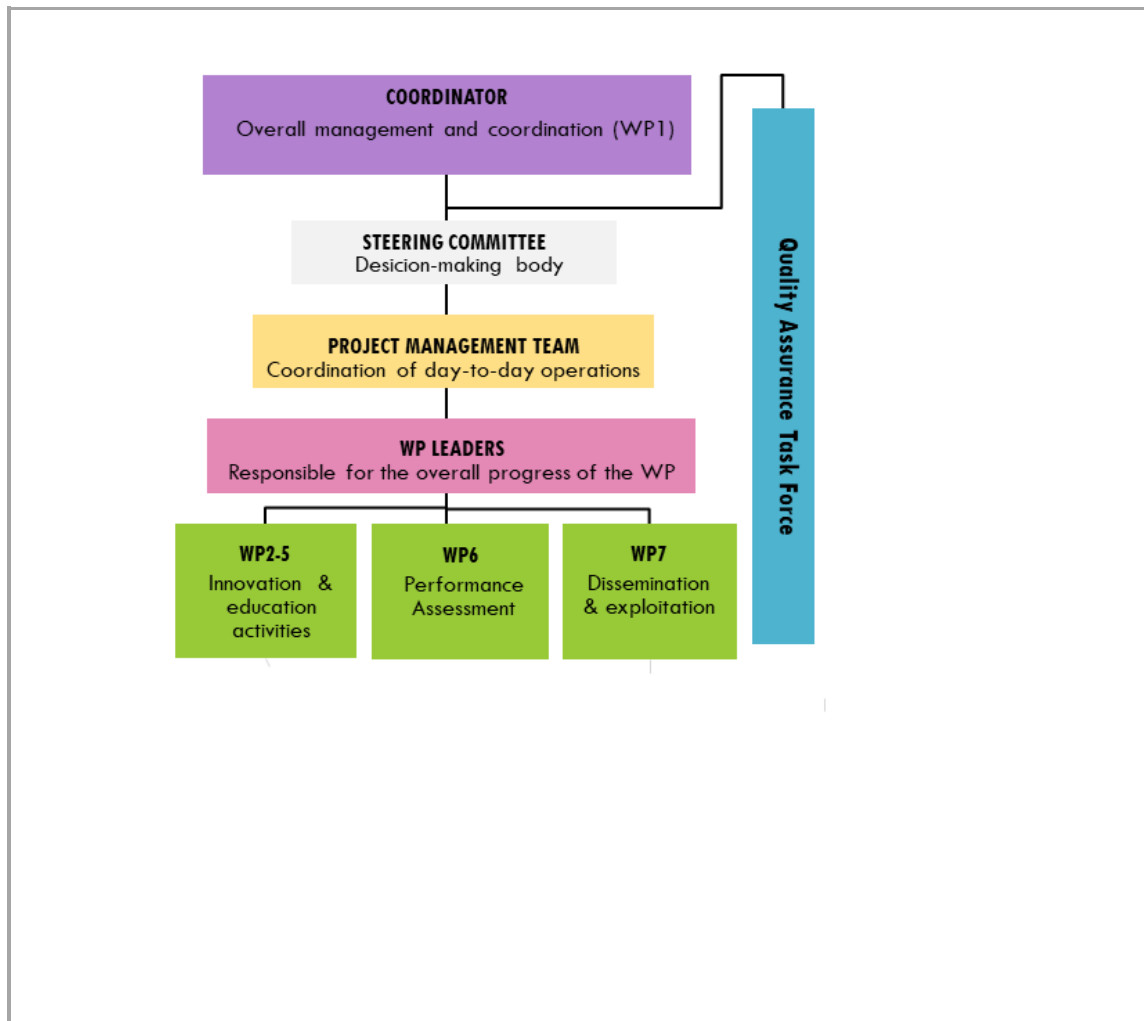 COORDINATOR
Overall management and coordination (WP1)
STEERING COMMITTEE
Desicion-making body
PROJECT MANAGEMENT TEAM
Coordination of day-to-day operations
WP LEADERS
Responsible for the overall progress of the WP
WP2-5
Innovation &
education
activities
WP6
Performance
Assessment
WP7
Dissemination
& exploitation
Quality Assurance Task Force